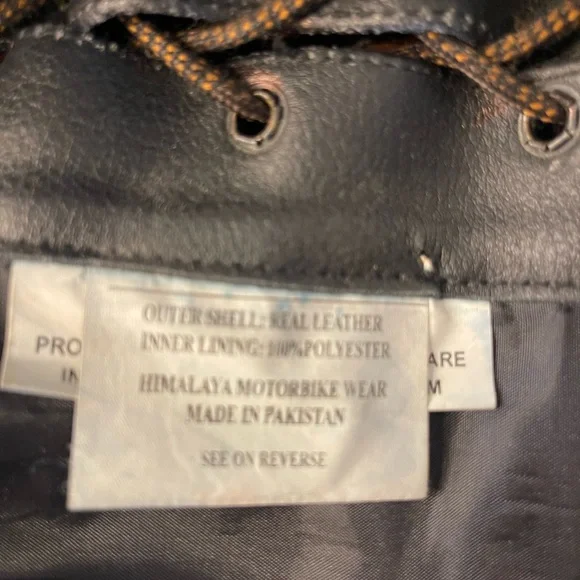 OUTER SHELL: REAL LEATHER
INNER LINING: 100%POLYESTER
HIMALAYA MOTORBIKE WEAR
MADE IN PAKISTAN
SEE ON REVERSE
PRO
IN
ARE
M